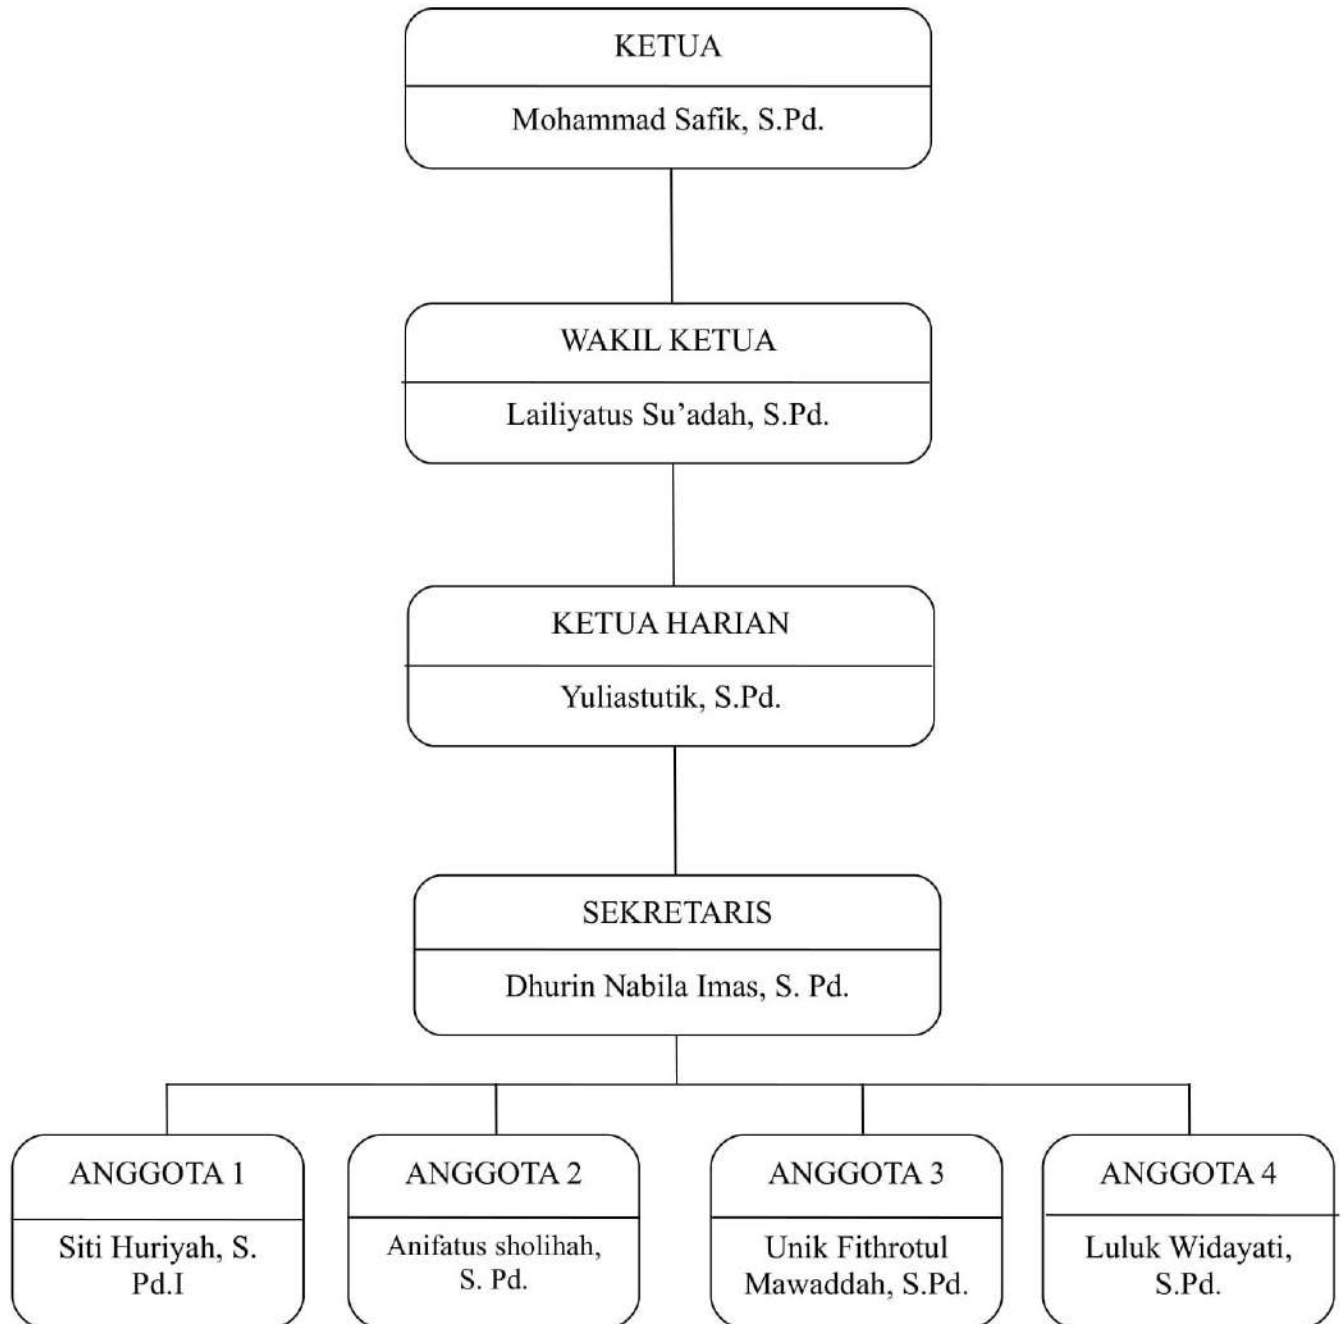 KETUA
Mohammad Safik, S.Pd.
WAKIL KETUA
Lailiyatus Su’adah, S.Pd.
KETUA HARIAN
Yuliastutik, S.Pd.
SEKRETARIS
Dhurin Nabila Imas, S. Pd.
ANGGOTA 1
Siti Huriyah, S.
Pd.I
ANGGOTA 2
Anifatus sholihah,
S. Pd.
ANGGOTA 3
Unik Fithrotul
Mawaddah, S.Pd.
ANGGOTA 4
Luluk Widayati,
S.Pd.